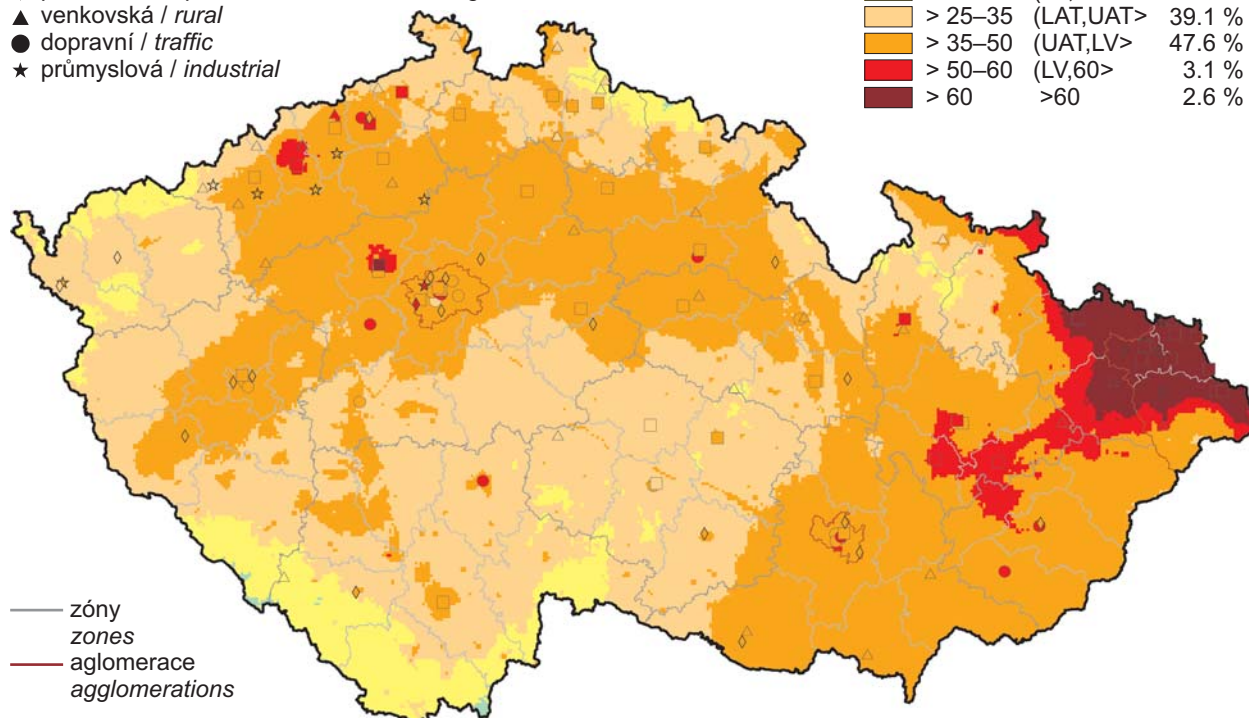 ▲ venkovská / rural
● dopravní / traffic
★ průmyslová / industrial
> 25–35 (LAT,UAT> 39.1 %
> 35–50 (UAT,LV> 47.6 %
> 50–60 (LV,60> 3.1 %
> 60 >60 2.6 %
zóny
zones
aglomerace
agglomerations